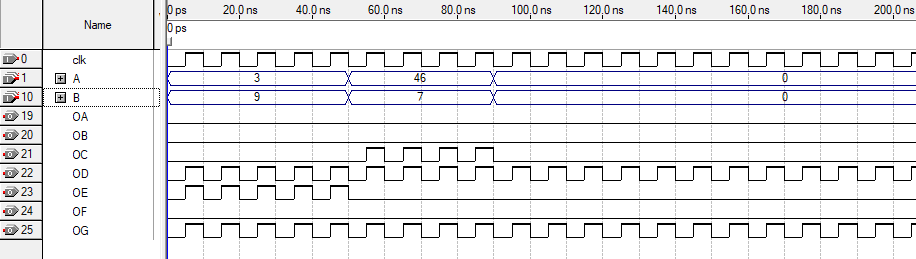 Name
0 ps 20.0 ns 40.0 ns 60.0 ns 80.0 ns 100.0 ns 120.0 ns 140.0 ns 160.0 ns 180.0 ns 200.0 ns
0 ps
0 clk
1 A 3 46 0
10 B 9 7 0
19 OA
20 OB
21 OC
22 OD
23 OE
24 OF
25 OG